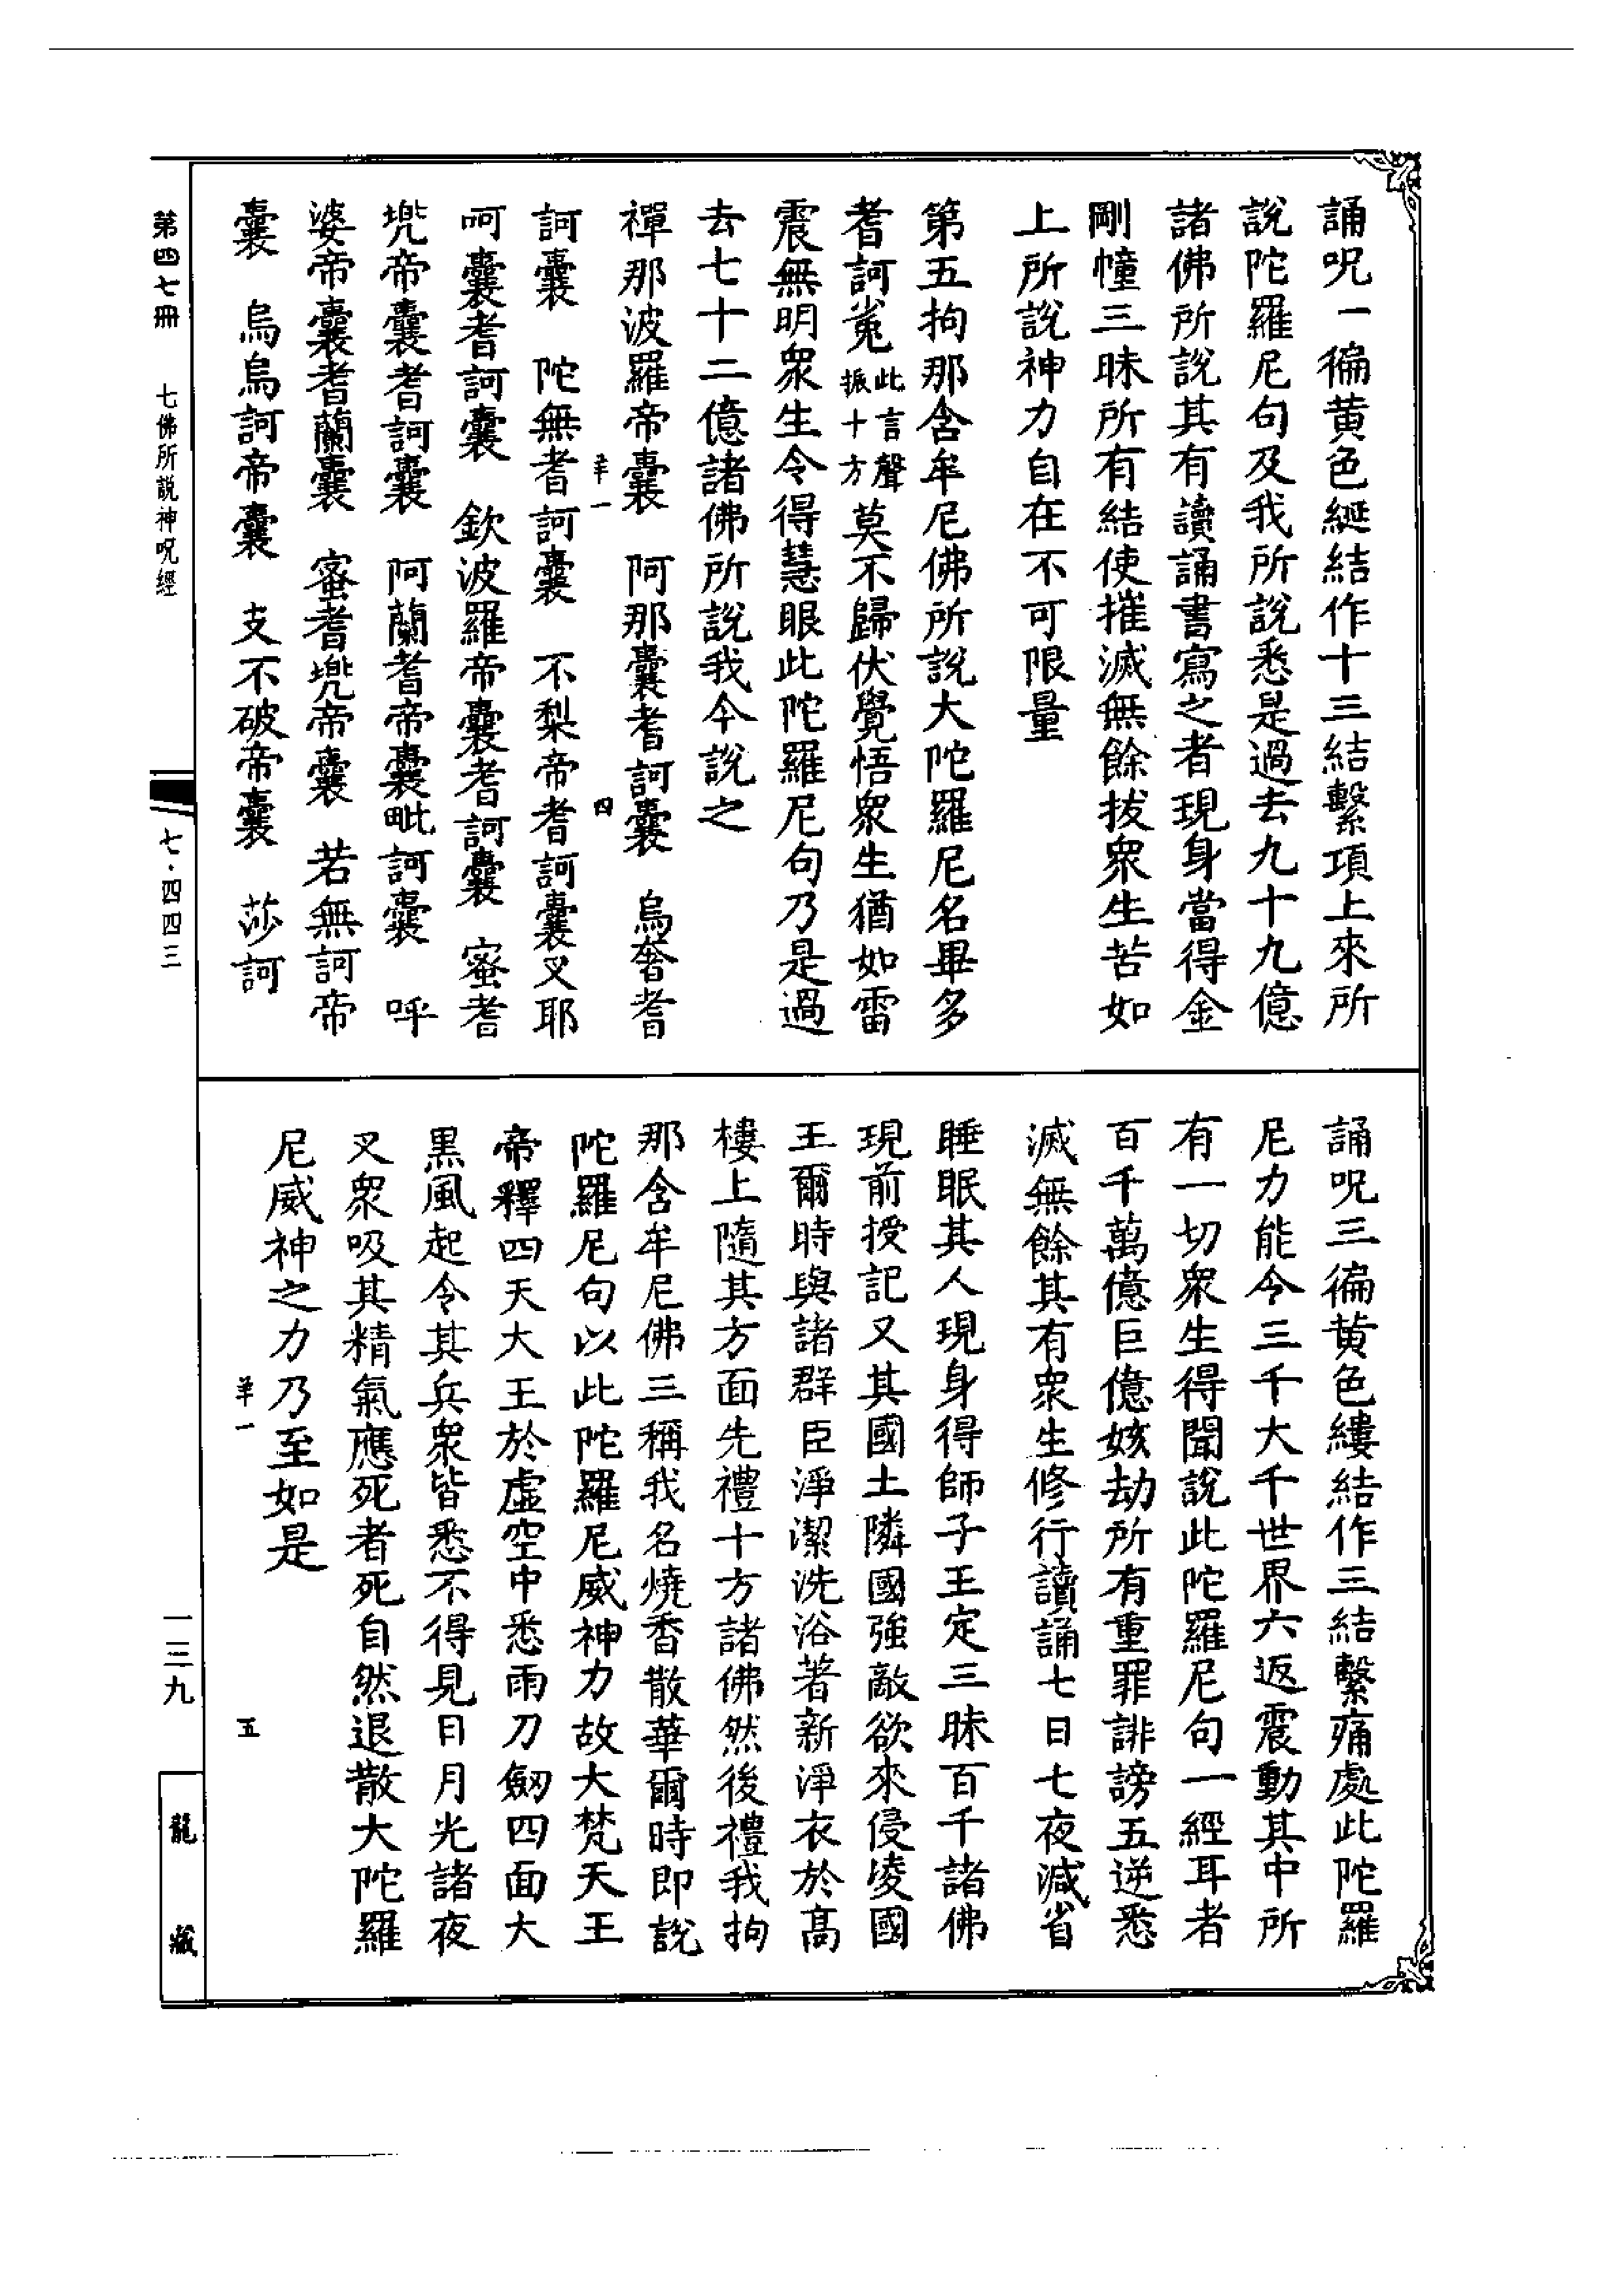 誦呪一徧黄色綖結作十三結繫項上來所
說陀羅尼句及我所說悉是過去九十九億
諸佛所說其有讀誦書寫之者現身當得金
剛幢三昧所有結使摧滅無餘拔衆生苦如
上所說神力自在不可限量
第五拘那含牟尼佛所說大陀羅尼名畢多
耆訶嵬此言聲振十方莫不歸伏覺悟衆生猶如雷
震無明衆生令得慧眼此陀羅尼句乃是過
去七十二億諸佛所說我今說之
禪那波羅帝囊 阿那囊耆訶囊 烏奢耆
羊一 四
訶囊 陀無耆訶囊 不梨帝耆訶囊叉耶
呵囊耆訶囊 欽波羅帝囊耆訶囊 蜜耆
兠帝囊耆訶囊 阿蘭耆帝囊毗訶囊 呼
婆帝囊耆蘭囊 蜜耆兠帝囊 若無訶帝
囊 烏烏訶帝囊 支不破帝囊 莎訶
誦呪三徧黄色縷結作三結繫痛處此陀羅
尼力能令三千大千世界六返震動其中所
有一切衆生得聞說此陀羅尼句一經耳者
百千萬億巨億姟劫所有重罪誹謗五逆悉
滅無餘其有衆生修行讀誦七日七夜減省
睡眠其人現身得師子王定三昧百千諸佛
現前授記又其國土隣國強敵欲來侵夌國
王爾時與諸群臣淨潔洗浴著新淨衣於高
樓上隨其方面先禮十方諸佛然後禮我拘
那含牟尼佛三稱我名燒香散華爾時即說
陀羅尼句以此陀羅尼威神力故大梵天王
帝釋四天大王於虛空中悉雨刀劒四面大
黑風起令其兵衆皆悉不得見日月光諸夜
叉衆吸其精氣應死者死自然退散大陀羅
尼威神之力乃至如是
羊一 五
第四七冊 七佛所説神呪經
七·四四三
一三九
龍藏